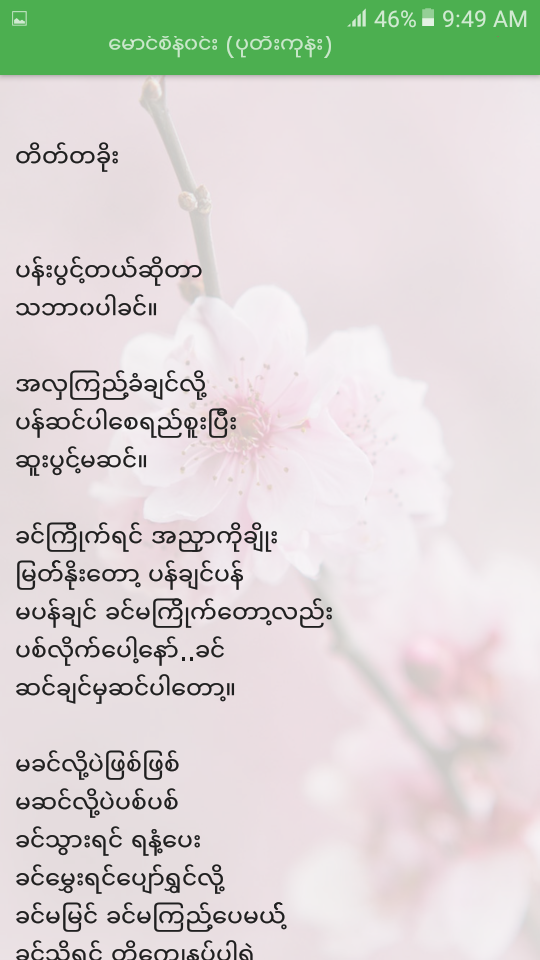 46% 9:49 AM
မောင်စိန်ဝင်း (ပုတီးကုန်း)
တိတ်တခိုး
ပန်းပွင့်တယ်ဆိုတာ
သဘာ၀ပါခင်။
အလှကြည့်ခံချင်လို့
ပန်ဆင်ပါစေရည်စူးပြီး
ဆူးပွင့်မဆင်။
ခင်ကြိုက်ရင် အညှာကိုချိုး
မြတ်နိုးတော့ ပန်ချင်ပန်
မပန်ချင် ခင်မကြိုက်တော့လည်း
ပစ်လိုက်ပေါ့နော်..ခင်
ဆင်ချင်မှဆင်ပါတော့။
မခင်လို့ပဲဖြစ်ဖြစ်
မဆင်လို့ပဲပစ်ပစ်
ခင်သွားရင် ရနံ့ပေး
ခင်မွှေးရင်ပျော်ရွှင်လို့
ခင်မမြင် ခင်မကြည့်ပေမယ့်